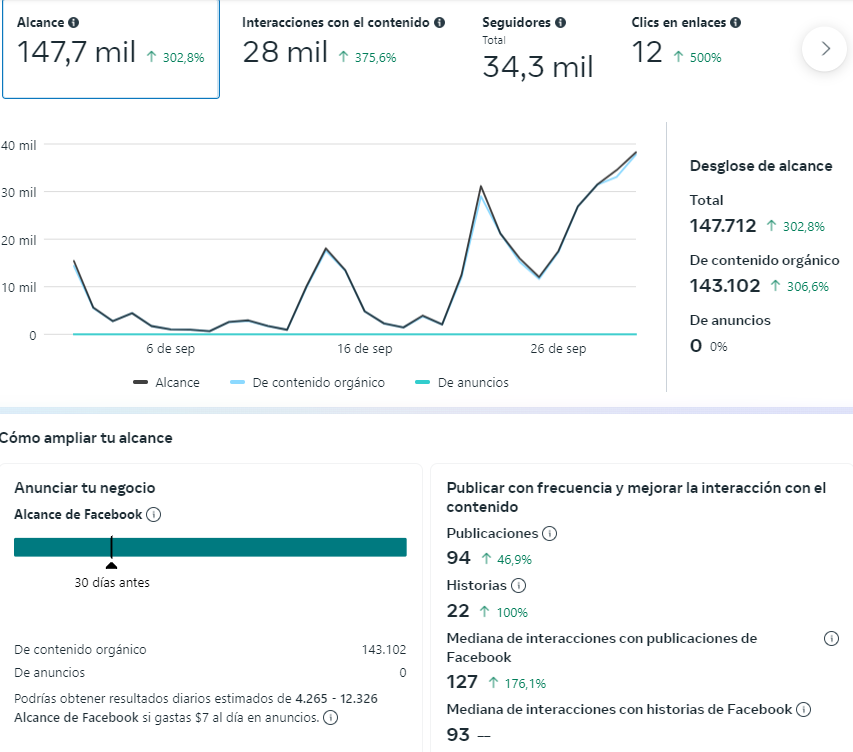 Alcance
147,7 mil ↑ 302,8%
Interacciones con el contenido
28 mil ↑ 375,6%
Seguidores
Total
34,3 mil
Clics en enlaces
12 ↑ 500%
40 mil
30 mil
20 mil
10 mil
0
6 de sep
16 de sep
26 de sep
Alcance
De contenido orgánico
De anuncios
Desglose de alcance
Total
147.712 ↑ 302,8%
De contenido orgánico
143.102 ↑ 306,6%
De anuncios
0 0%
Cómo ampliar tu alcance
Anunciar tu negocio
Alcance de Facebook
30 días antes
De contenido orgánico 143.102
De anuncios 0
Podrías obtener resultados diarios estimados de 4.265 - 12.326
Alcance de Facebook si gastas $7 al día en anuncios.
Publicar con frecuencia y mejorar la interacción con el
contenido
Publicaciones
94 ↑ 46,9%
Historias
22 ↑ 100%
Mediana de interacciones con publicaciones de
Facebook
127 ↑ 176,1%
Mediana de interacciones con historias de Facebook
93 --